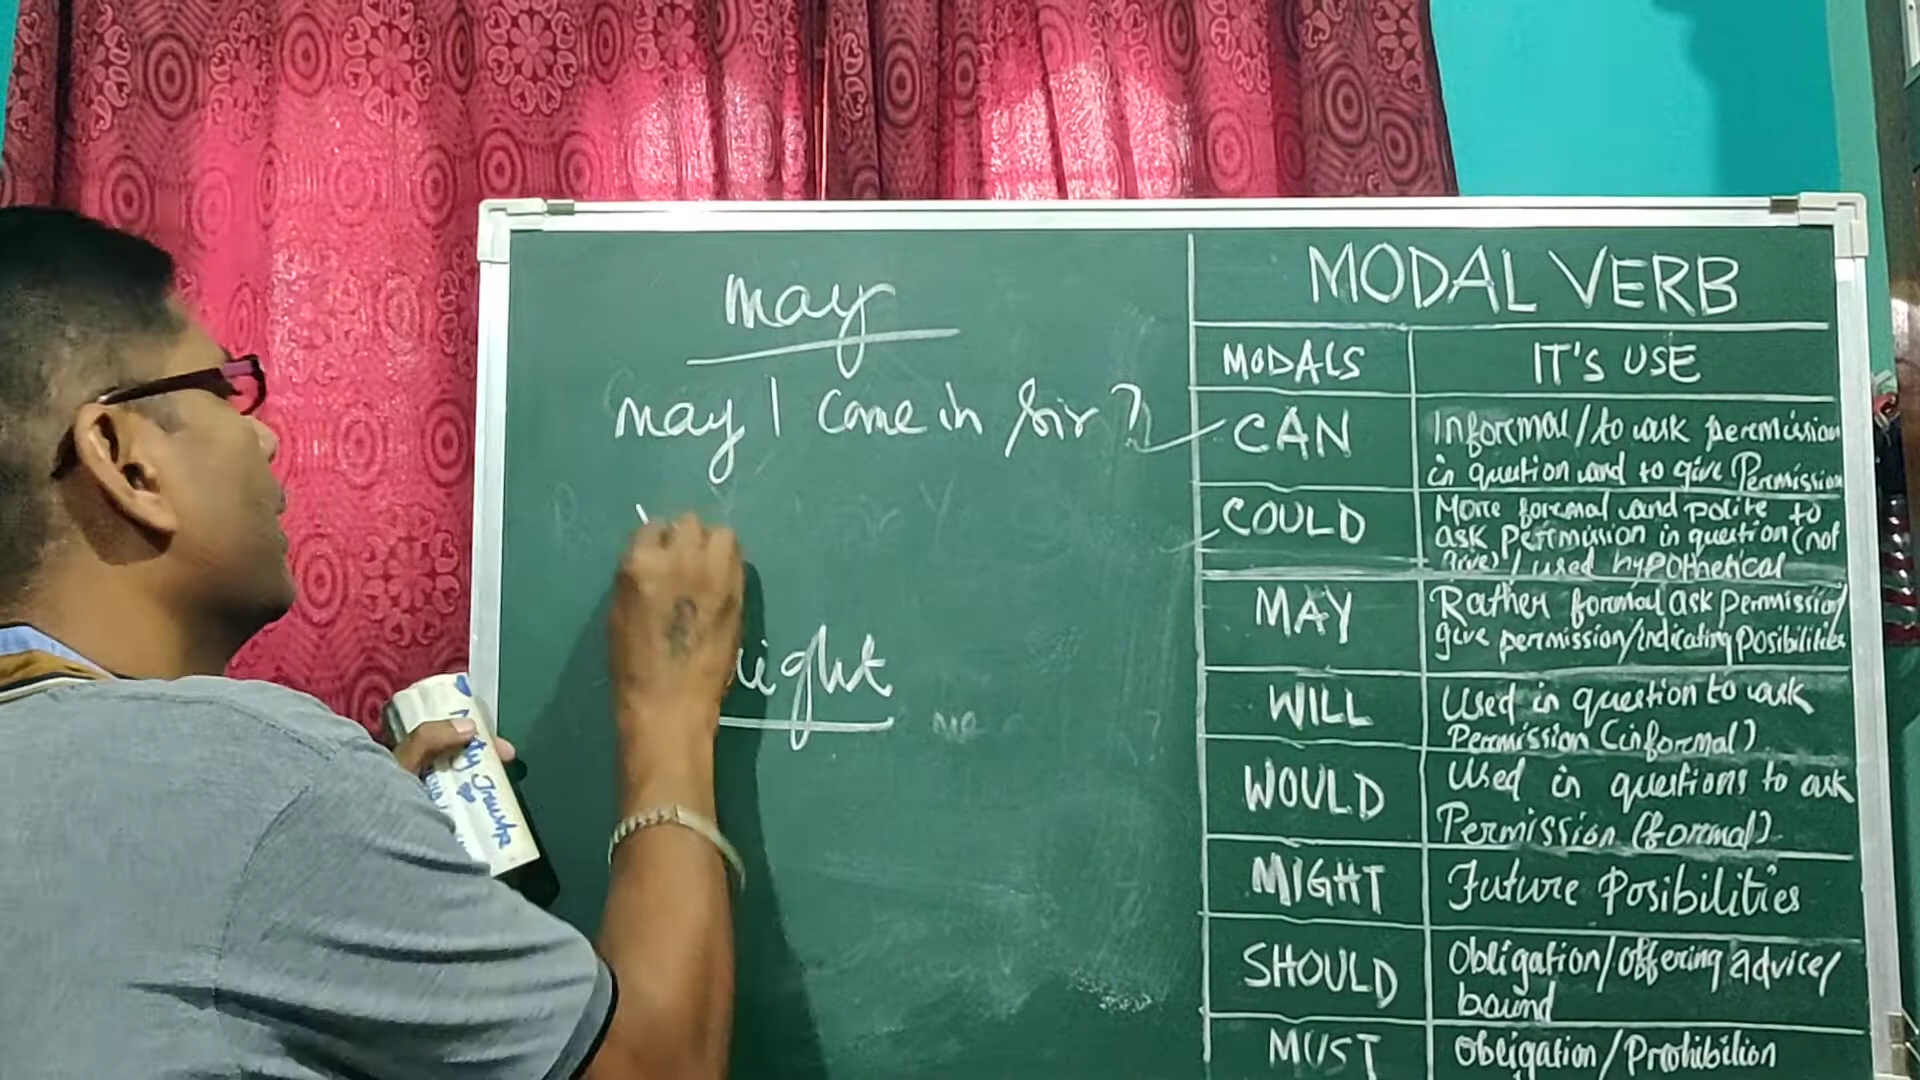 may
may I come in Sir?
ight
MODAL VERB
MODALS IT'S USE
CAN Informal/to ask permission
in question and to give Permission
COULD More formal and polite to
ask permission in question (not
give) / used hypothetical
MAY Rather formal ask permission/
give permission/indicating posibilities
WILL Used in question to ask
Permission (informal)
WOULD Used in questions to ask
Permission (formal)
MIGHT Future Posibilities
SHOULD Obligation/offering advice/
bound
MUST Obligation/Prohibition